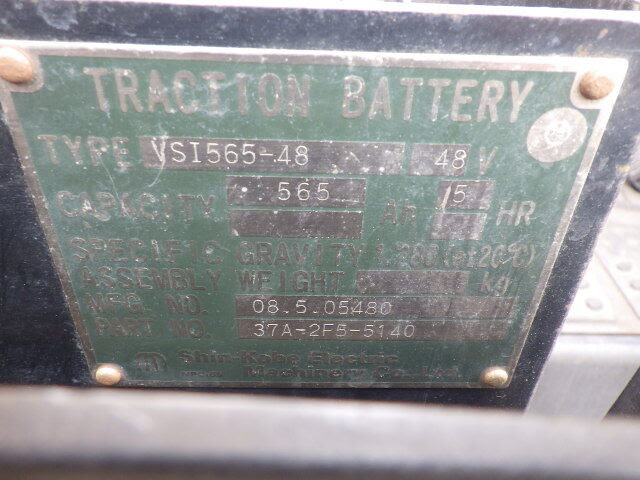 TRACTION BATTERY
TYPE VSI565-48 48 V
CAPACITY 565 Ah 5 HR
SPECIFIC GRAVITY 1.280 (at20℃)
ASSEMBLY WEIGHT Kg
MFG. NO. 08.5.05480
PART NO. 37A-2F5-5140
Shin-Kobe Electric
Machinery Co., Ltd.